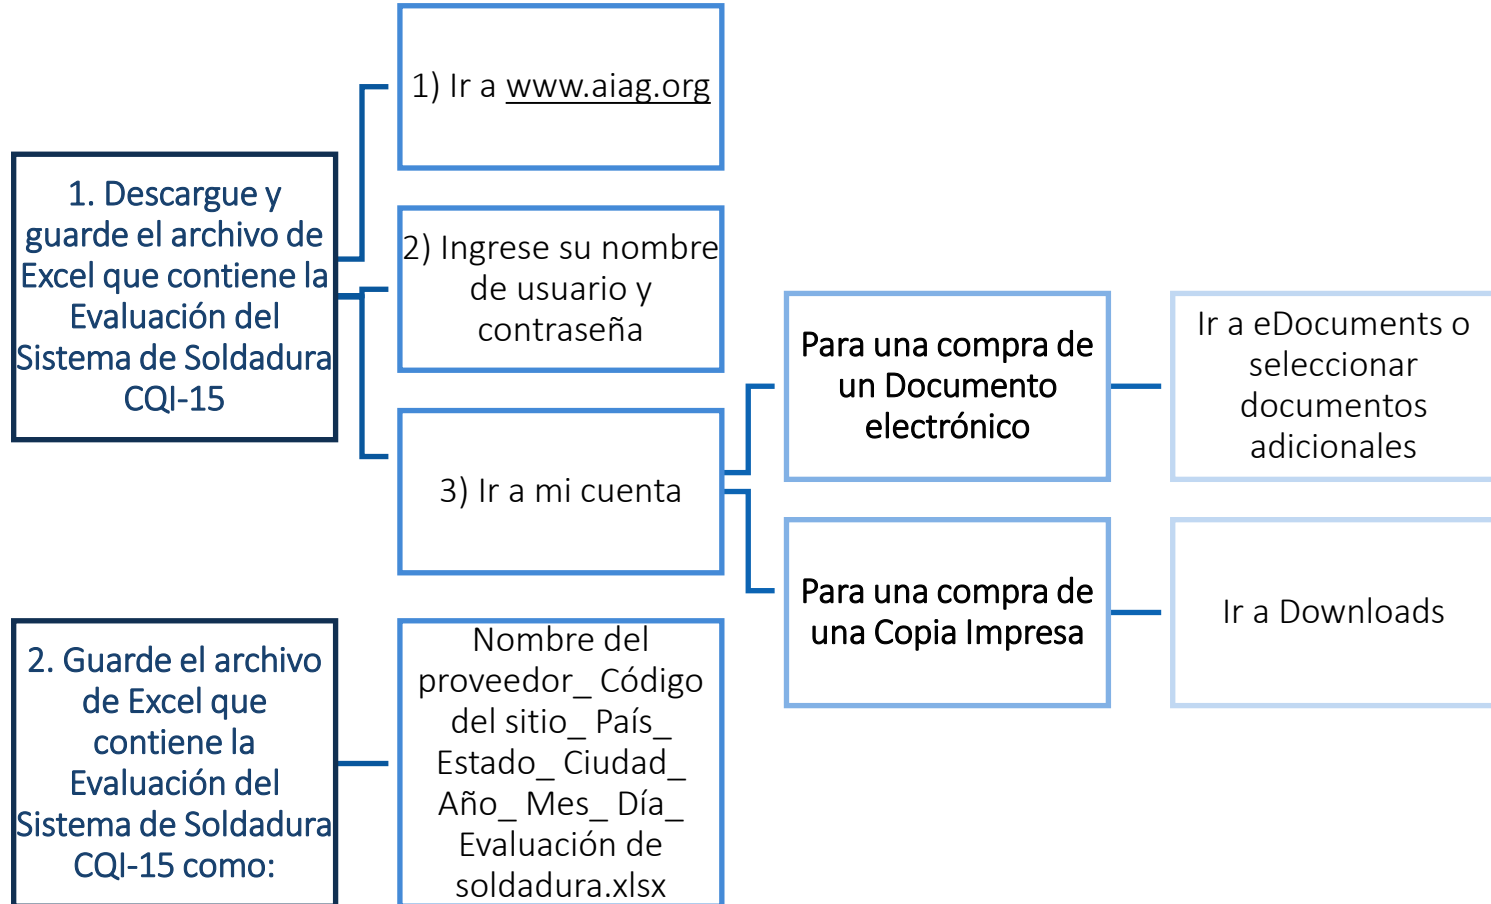 1. Descargue y
guarde el archivo de
Excel que contiene la
Evaluación del
Sistema de Soldadura
CQI-15
1) Ir a www.aiag.org
2) Ingrese su nombre
de usuario y
contraseña
3) Ir a mi cuenta
Para una compra de
un Documento
electrónico
Ir a eDocuments o
seleccionar
documentos
adicionales
Para una compra de
una Copia Impresa
Ir a Downloads
2. Guarde el archivo
de Excel que
contiene la
Evaluación del
Sistema de Soldadura
CQI-15 como:
Nombre del
proveedor_ Código
del sitio_ País_
Estado_ Ciudad_
Año_ Mes_ Día_
Evaluación de
soldadura.xlsx